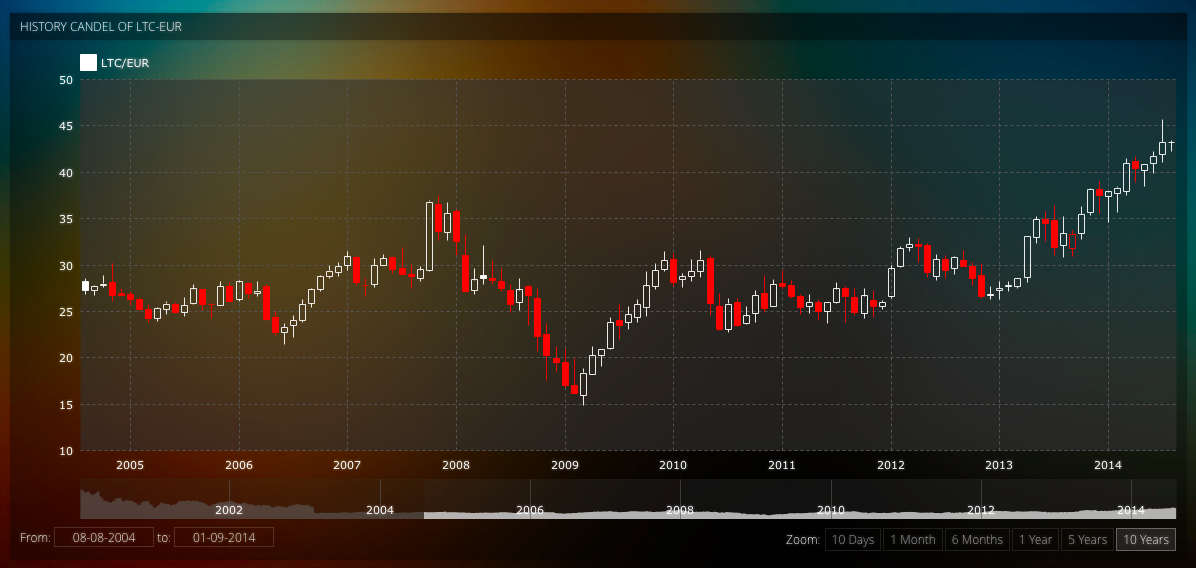 HISTORY CANDEL OF LTC-EUR
LTC/EUR
50
45
40
35
30
25
20
15
10
2005 2006 2007 2008 2009 2010 2011 2012 2013 2014
2002 2004 2006 2008 2010 2012 2014
From: 08-08-2004 to: 01-09-2014 Zoom: 10 Days 1 Month 6 Months 1 Year 5 Years 10 Years